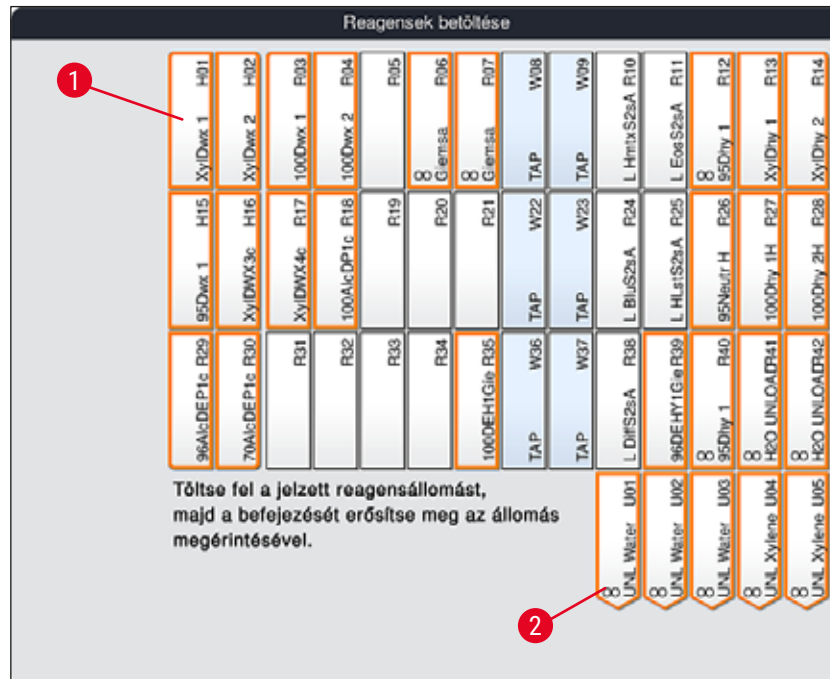 Reagensek betöltése
1
XylDwx 1 H01
XylDwx 2 H02
100Dwx 1 R03
100Dwx 2 R04
R05
∞ Giemsa R06
∞ Giemsa R07
TAP W08
TAP W09
L HmtxS2sA R10
L EosS2sA R11
∞ 95Dhy 1 R12
XylDhy 1 R13
XylDhy 2 R14
95Dwx 1 H15
XylDWX3c H16
XylDWX4c R17
100AlcDP1c R18
R19
R20
R21
TAP W22
TAP W23
L BluS2sA R24
L HLstS2sA R25
95Neutr H R26
100Dhy 1H R27
100Dhy 2H R28
96AlcDEP1c R29
70AlcDEP1c R30
R31
R32
R33
R34
100DEH1Gie R35
TAP W36
TAP W37
L DiffS2sA R38
96DEHY1Gie R39
∞ 95Dhy 1 R40
∞ H2O UNLOAD R41
∞ H2O UNLOAD R42
Töltse fel a jelzett reagensállomást,
majd a befejezését erősítse meg az állomás
megérintésével.
∞ UNL Water U01
∞ UNL Water U02
∞ UNL Water U03
∞ UNL Xylene U04
∞ UNL Xylene U05
2